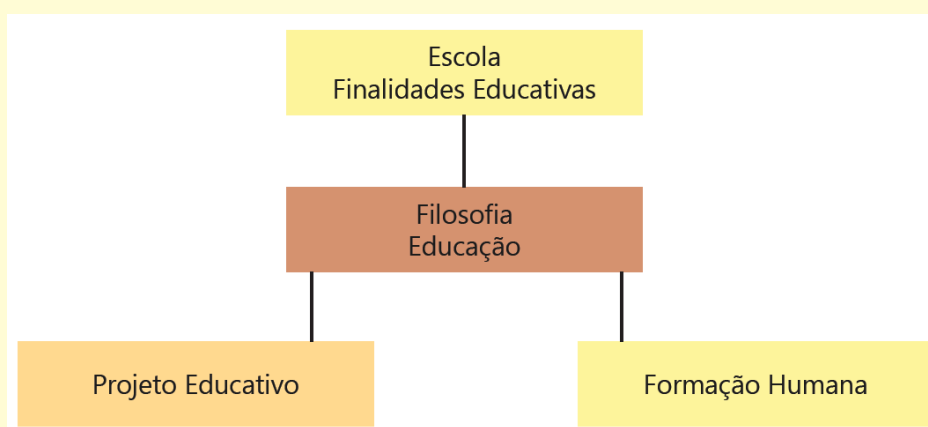 Escola
Finalidades Educativas
Filosofia
Educação
Projeto Educativo
Formação Humana